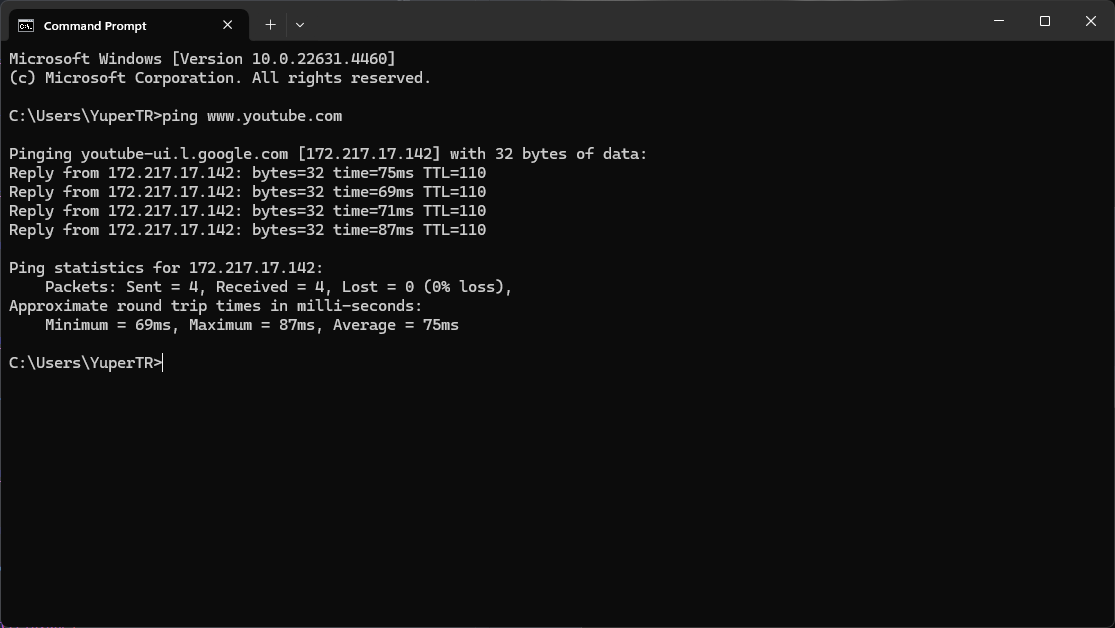 Command Prompt
Microsoft Windows [Version 10.0.22631.4460]
(c) Microsoft Corporation. All rights reserved.
C:\Users\YuperTR>ping www.youtube.com
Pinging youtube-ui.l.google.com [172.217.17.142] with 32 bytes of data:
Reply from 172.217.17.142: bytes=32 time=75ms TTL=110
Reply from 172.217.17.142: bytes=32 time=69ms TTL=110
Reply from 172.217.17.142: bytes=32 time=71ms TTL=110
Reply from 172.217.17.142: bytes=32 time=87ms TTL=110
Ping statistics for 172.217.17.142:
    Packets: Sent = 4, Received = 4, Lost = 0 (0% loss),
Approximate round trip times in milli-seconds:
    Minimum = 69ms, Maximum = 87ms, Average = 75ms
C:\Users\YuperTR>